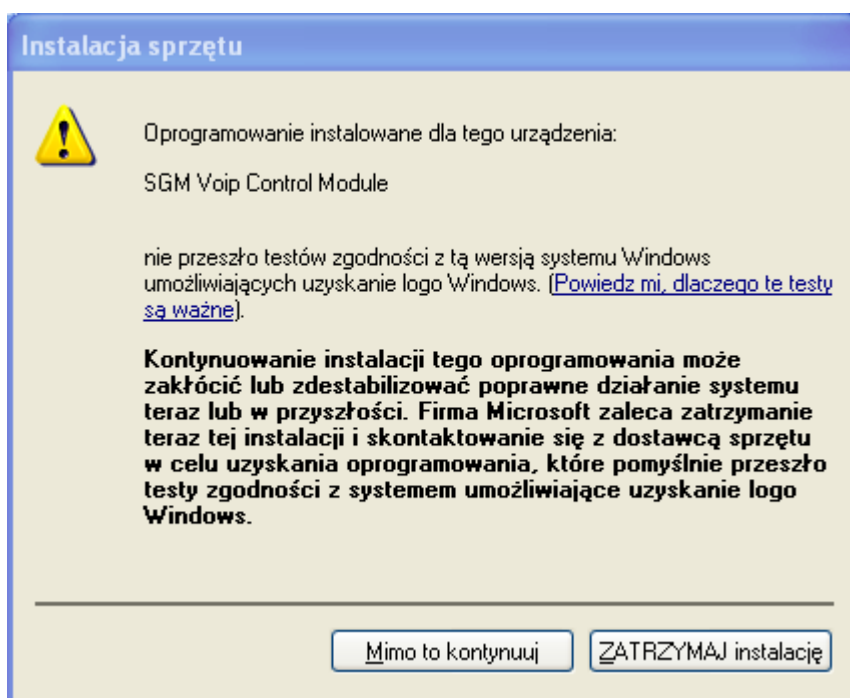 Instalacja sprzętu
Oprogramowanie instalowane dla tego urządzenia:
SGM Voip Control Module
nie przeszło testów zgodności z tą wersją systemu Windows
umożliwiających uzyskanie logo Windows. (Powiedz mi, dlaczego te testy
są ważne).
Kontynuowanie instalacji tego oprogramowania może
zakłócić lub zdestabilizować poprawne działanie systemu
teraz lub w przyszłości. Firma Microsoft zaleca zatrzymanie
teraz tej instalacji i skontaktowanie się z dostawcą sprzętu
w celu uzyskania oprogramowania, które pomyślnie przeszło
testy zgodności z systemem umożliwiające uzyskanie logo
Windows.
Mimo to kontynuuj ZATRZYMAJ instalację